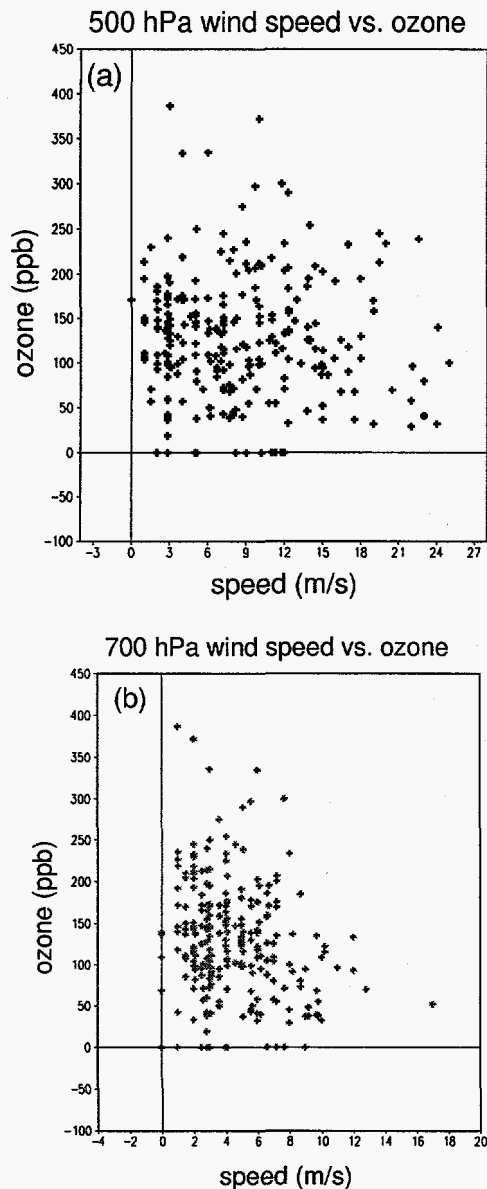 500 hPa wind speed vs. ozone
(a)
450
400
350
300
250
200
150
100
50
0
-50
-100
ozone (ppb)
-3 0 3 6 9 12 15 18 21 24 27
speed (m/s)
700 hPa wind speed vs. ozone
(b)
450
400
350
300
250
200
150
100
50
0
-50
-100
ozone (ppb)
-4 -2 0 2 4 6 8 10 12 14 16 18 20
speed (m/s)